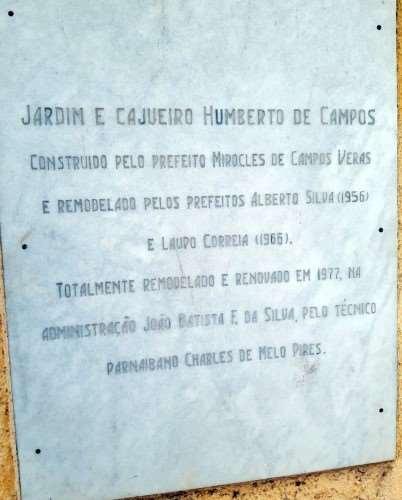 JARDIM E CAJUEIRO HUMBERTO DE CAMPOS
CONSTRUIDO PELO PREFEITO MIROCLES DE CAMPOS VERAS
E REMODELADO PELOS PREFEITOS ALBERTO SILVA (1956)
E LAURO CORREIA (1966).
TOTALMENTE REMODELADO E RENOVADO EM 1977, NA
ADMINISTRAÇÃO JOÃO BATISTA F. DA SILVA, PELO TÉCNICO
PARNAIBANO CHARLES DE MELO PIRES.